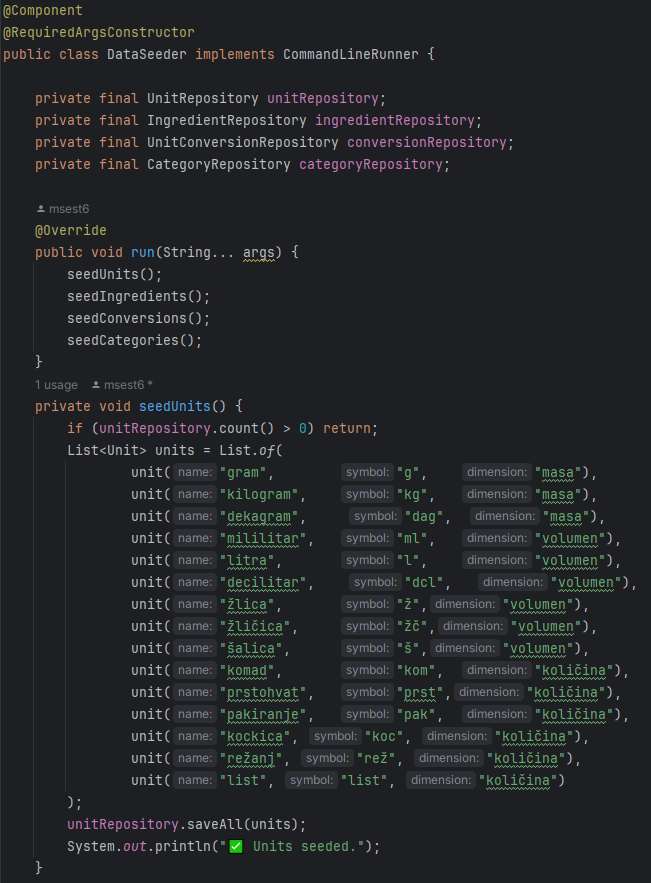 @Component
@RequiredArgsConstructor
public class DataSeeder implements CommandLineRunner {
private final UnitRepository unitRepository;
private final IngredientRepository ingredientRepository;
private final UnitConversionRepository conversionRepository;
private final CategoryRepository categoryRepository;
msest6
@Override
public void run(String... args) {
seedUnits();
seedIngredients();
seedConversions();
seedCategories();
}
1 usage msest6 *
private void seedUnits() {
if (unitRepository.count() > 0) return;
List<Unit> units = List.of(
unit( name: "gram", symbol: "g", dimension: "masa"),
unit( name: "kilogram", symbol: "kg", dimension: "masa"),
unit( name: "dekagram", symbol: "dag", dimension: "masa"),
unit( name: "mililitar", symbol: "ml", dimension: "volumen"),
unit( name: "litra", symbol: "l", dimension: "volumen"),
unit( name: "decilitar", symbol: "dcl", dimension: "volumen"),
unit( name: "žlica", symbol: "ž", dimension: "volumen"),
unit( name: "žličica", symbol: "žč", dimension: "volumen"),
unit( name: "šalica", symbol: "š", dimension: "volumen"),
unit( name: "komad", symbol: "kom", dimension: "količina"),
unit( name: "prstohvat", symbol: "prst", dimension: "količina"),
unit( name: "pakiranje", symbol: "pak", dimension: "količina"),
unit( name: "kockica", symbol: "koc", dimension: "količina"),
unit( name: "režanj", symbol: "rež", dimension: "količina"),
unit( name: "list", symbol: "list", dimension: "količina")
);
unitRepository.saveAll(units);
System.out.println("✅ Units seeded.");
}